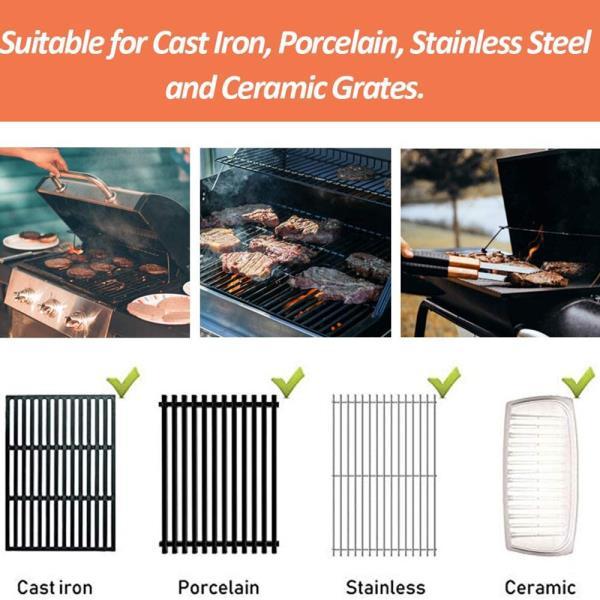 Suitable for Cast Iron, Porcelain, Stainless Steel
and Ceramic Grates.
Cast iron Porcelain Stainless Ceramic